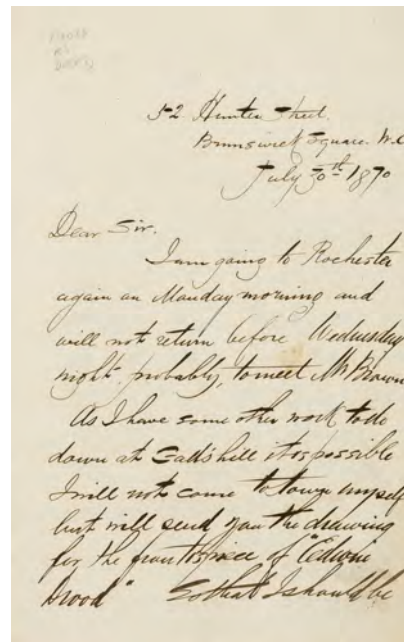 52 Hunter Street.
Brunswick Square. W.C
July 30th 1870
Dear Sir.
I am going to Rochester
again on Monday morning and
will not return before Wednesday
night probably, to meet Mr Brown
As I have some other work to do
down at Gadshill it is possible
I will not come to town myself
but will send you the drawing
for the frontispiece of "Edwin
Drood" So that I should be